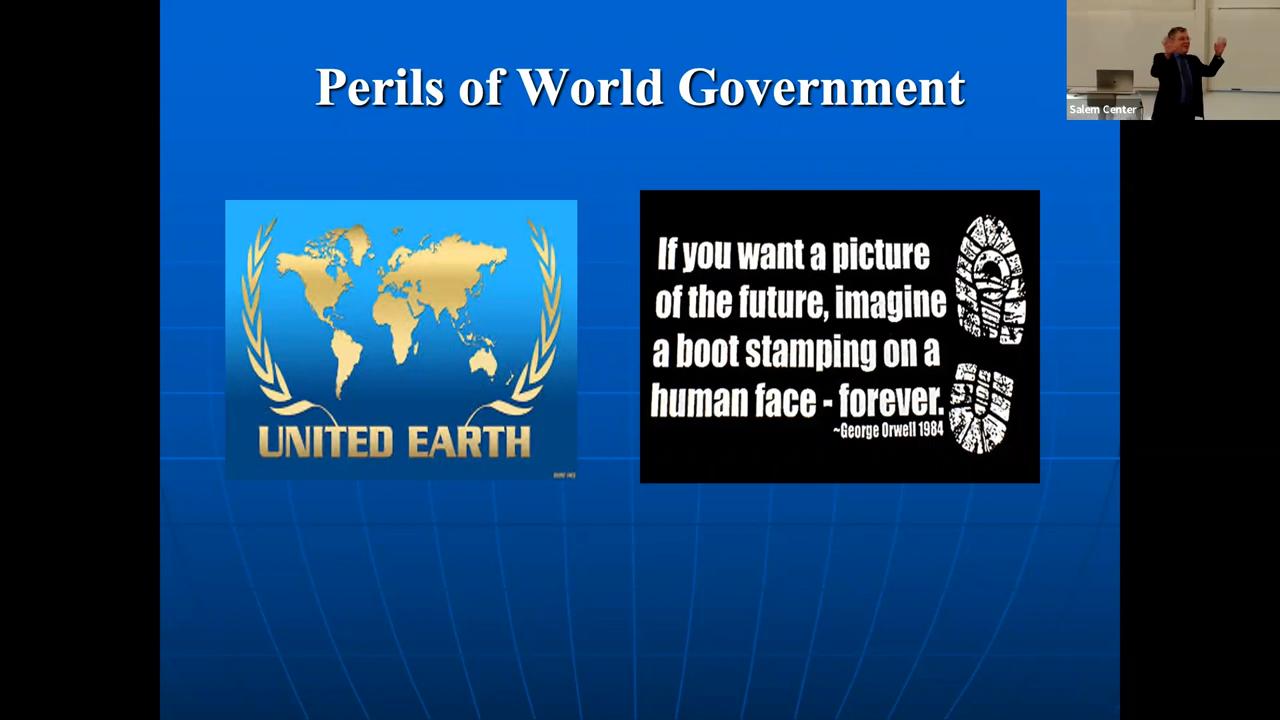 Perils of World Government
Salem Center
UNITED EARTH
If you want a picture
of the future, imagine
a boot stamping on a
human face - forever.
~George Orwell 1984